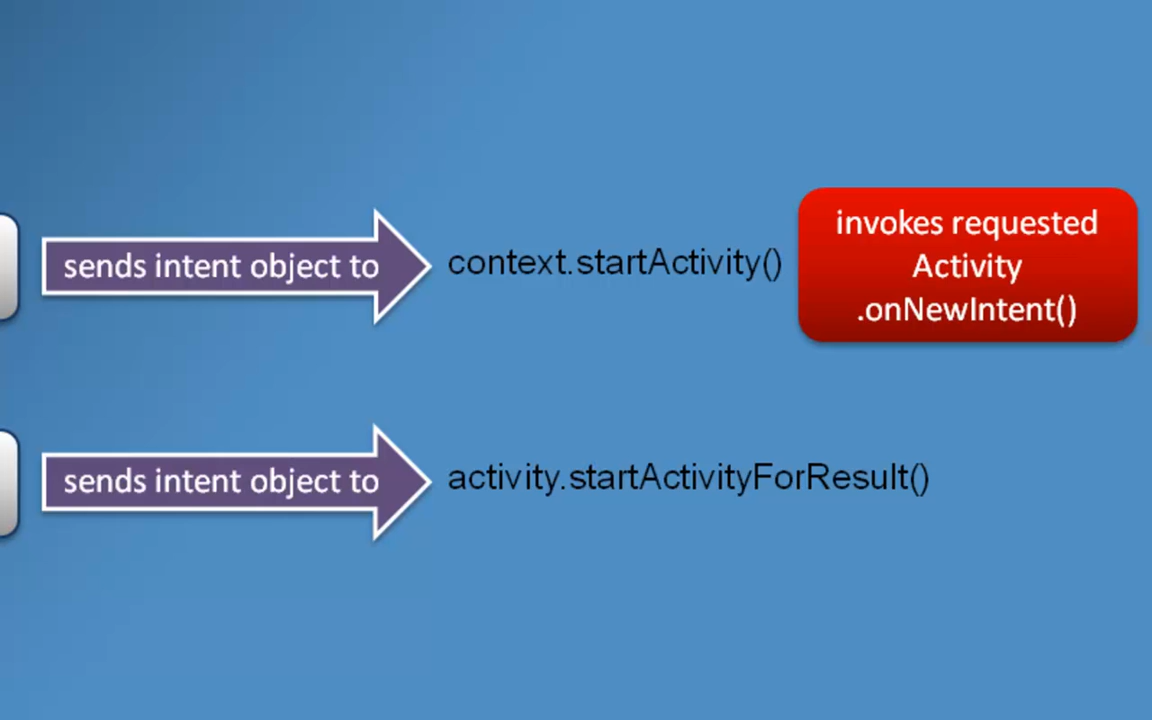 sends intent object to
context.startActivity()
invokes requested
Activity
.onNewIntent()
sends intent object to
activity.startActivityForResult()